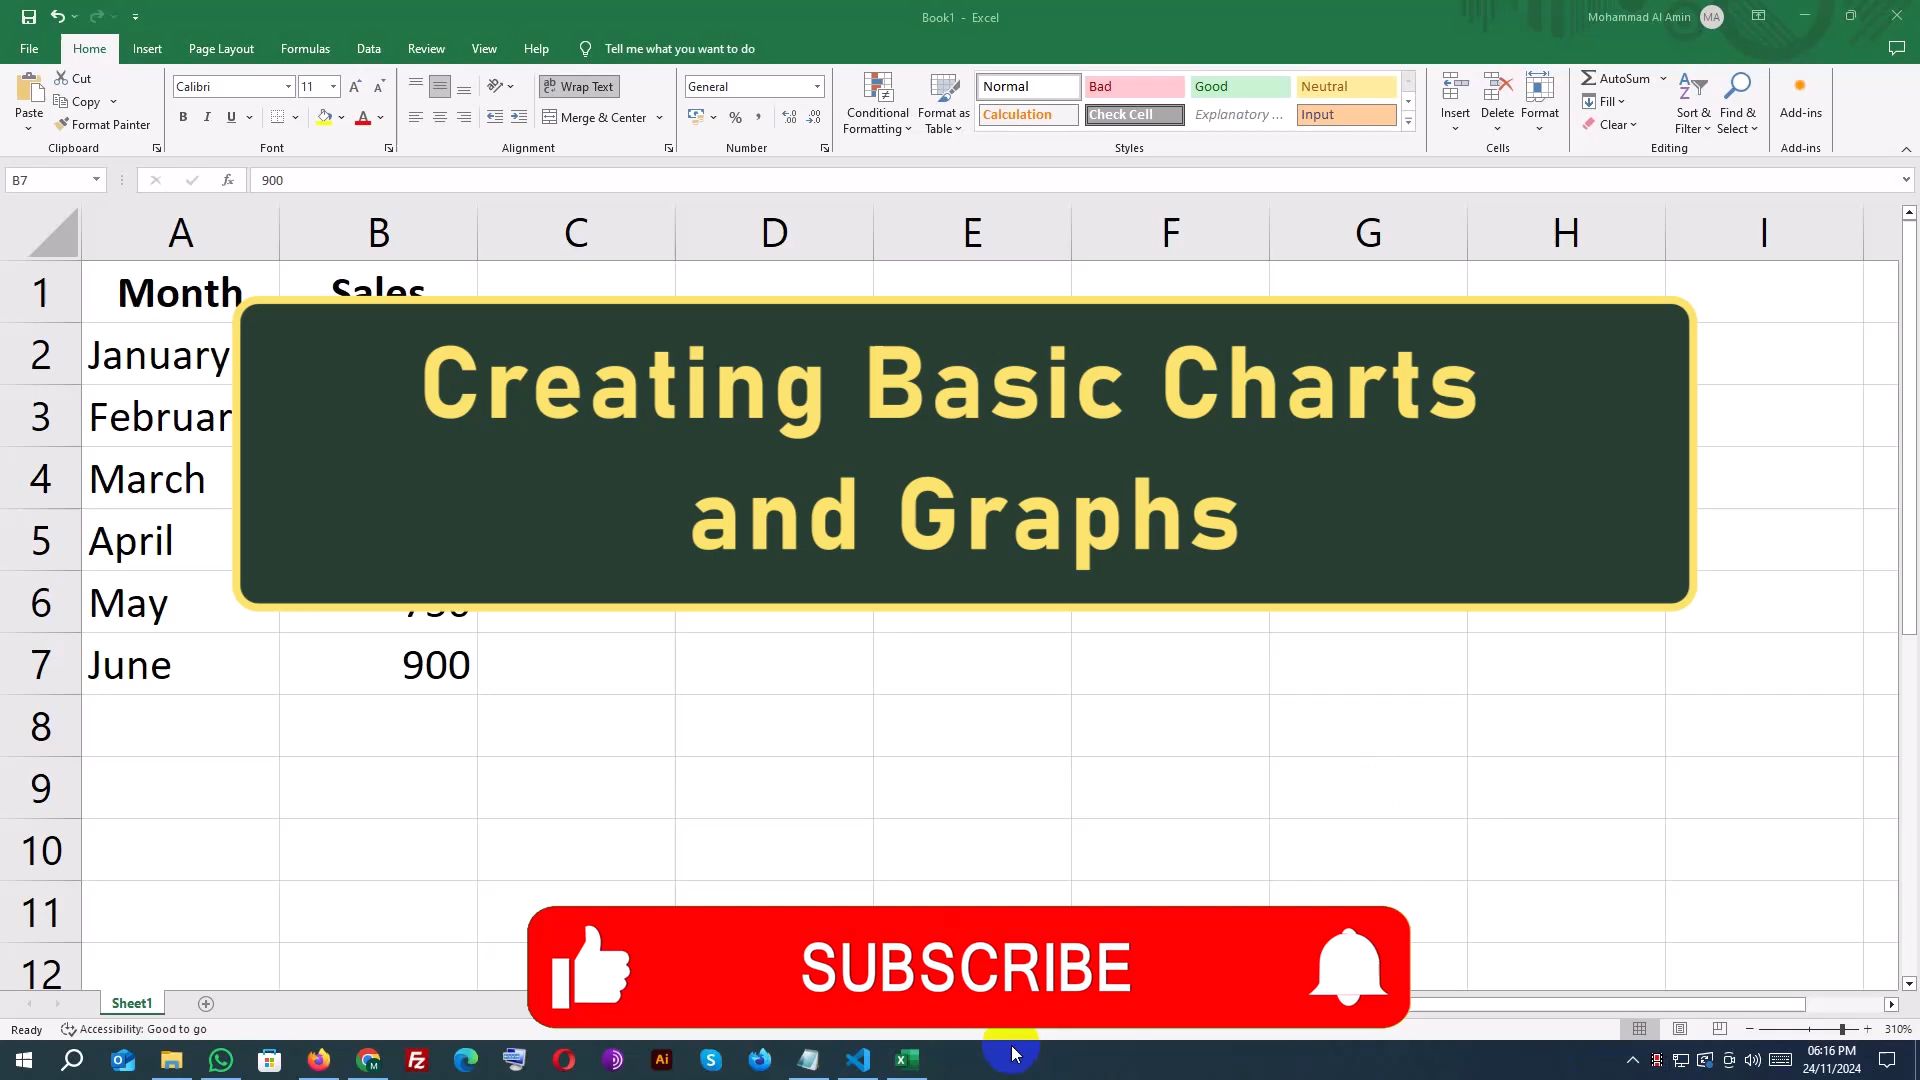 Book1 - Excel
Mohammad Al Amin MA
File Home Insert Page Layout Formulas Data Review View Help Tell me what you want to do
Paste
Cut
Copy
Format Painter
Clipboard
Calibri 11
B I U
Font
Wrap Text
Merge & Center
Alignment
General
Number
Conditional
Formatting
Format as
Table
Normal Bad Good Neutral
Calculation Check Cell Explanatory ... Input
Styles
Insert Delete Format
Cells
AutoSum
Fill
Clear
Sort &
Filter
Find &
Select
Editing
Add-ins
Add-ins
B7 fx 900
A B C D E F G H I
1 Month Sales
2 January
3 Februar
4 March
5 April
6 May
7 June 900
8
9
10
11
12
Creating Basic Charts
and Graphs
SUBSCRIBE
Sheet1
Ready Accessibility: Good to go
310%
06:16 PM
24/11/2024